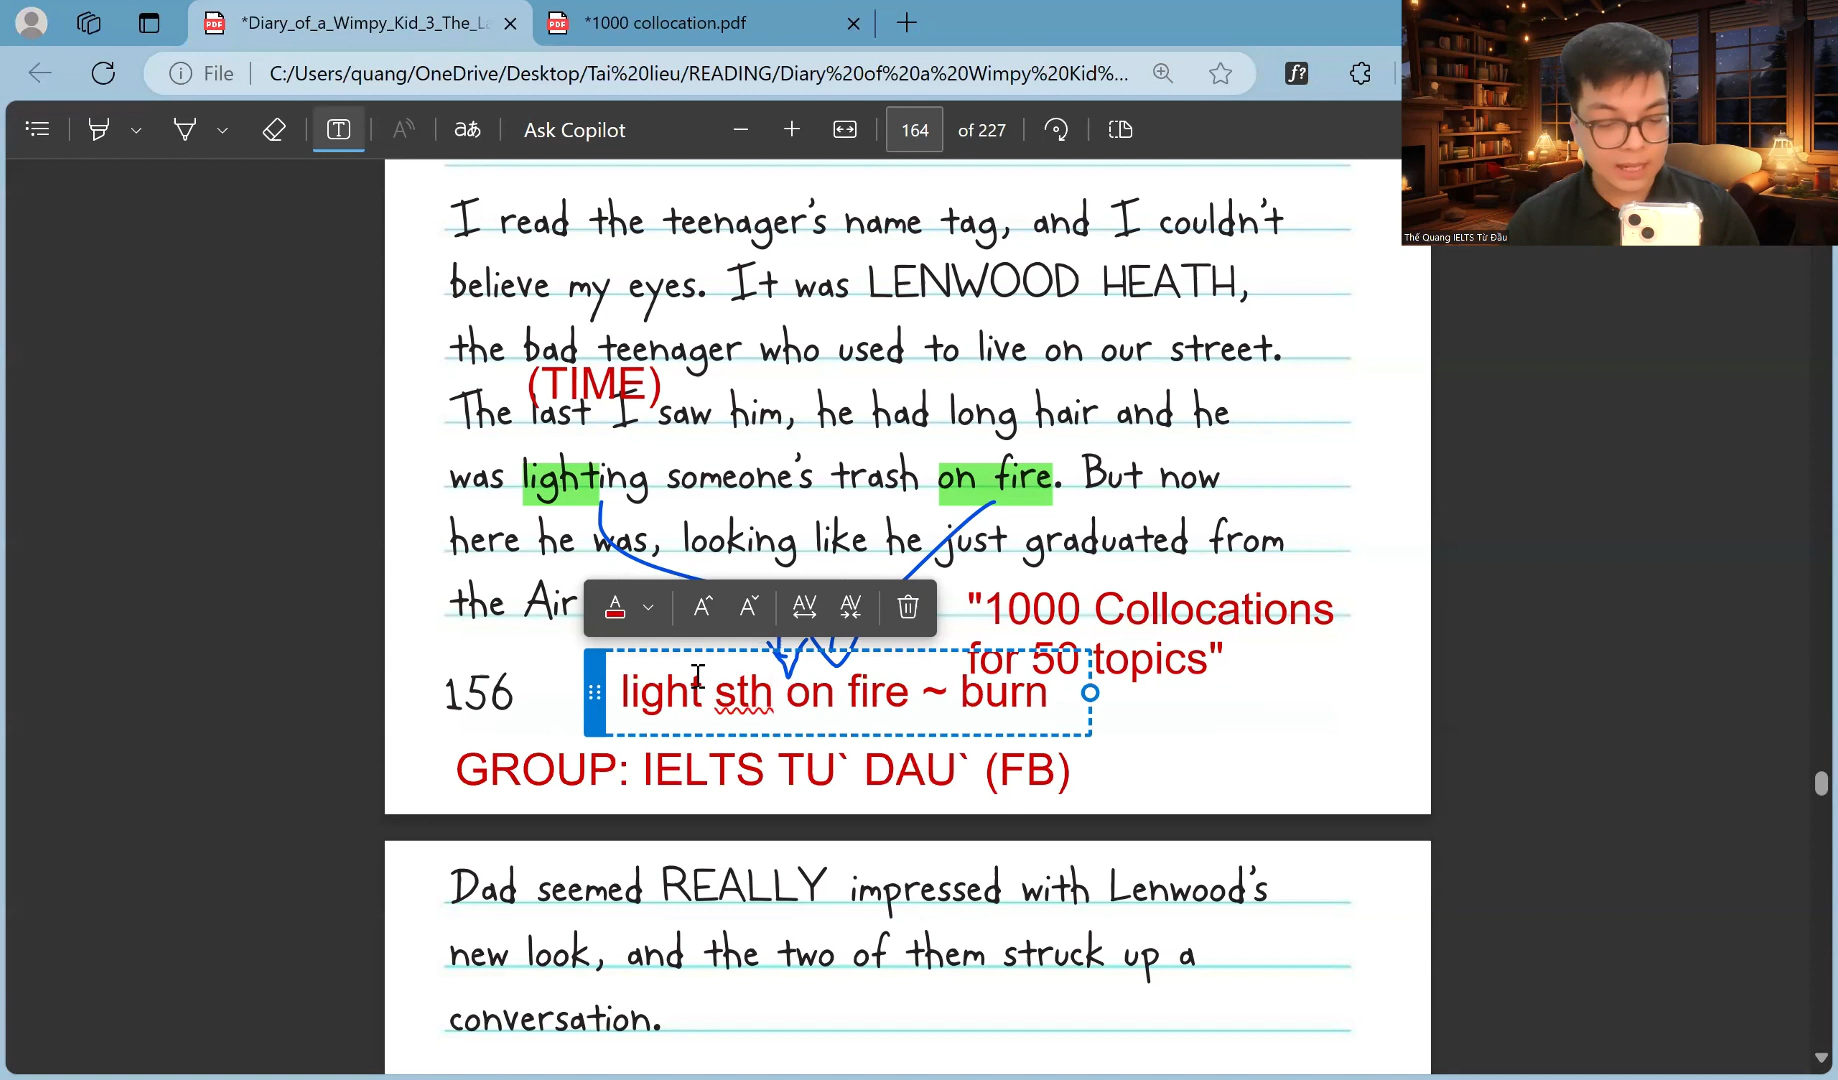 *Diary_of_a_Wimpy_Kid_3_The_La
*1000 collocation.pdf
File
C:/Users/quang/OneDrive/Desktop/Tai%20lieu/READING/Diary%20of%20a%20Wimpy%20Kid%...
Ask Copilot
164 of 227
Thế Quang IELTS Từ Đầu
I read the teenager's name tag, and I couldn't
believe my eyes. It was LENWOOD HEATH,
the bad teenager who used to live on our street.
(TIME)
The last I saw him, he had long hair and he
was lighting someone's trash on fire. But now
here he was, looking like he just graduated from
the Air
"1000 Collocations
for 50 topics"
light sth on fire ~ burn
156
GROUP: IELTS TU` DAU` (FB)
Dad seemed REALLY impressed with Lenwood's
new look, and the two of them struck up a
conversation.